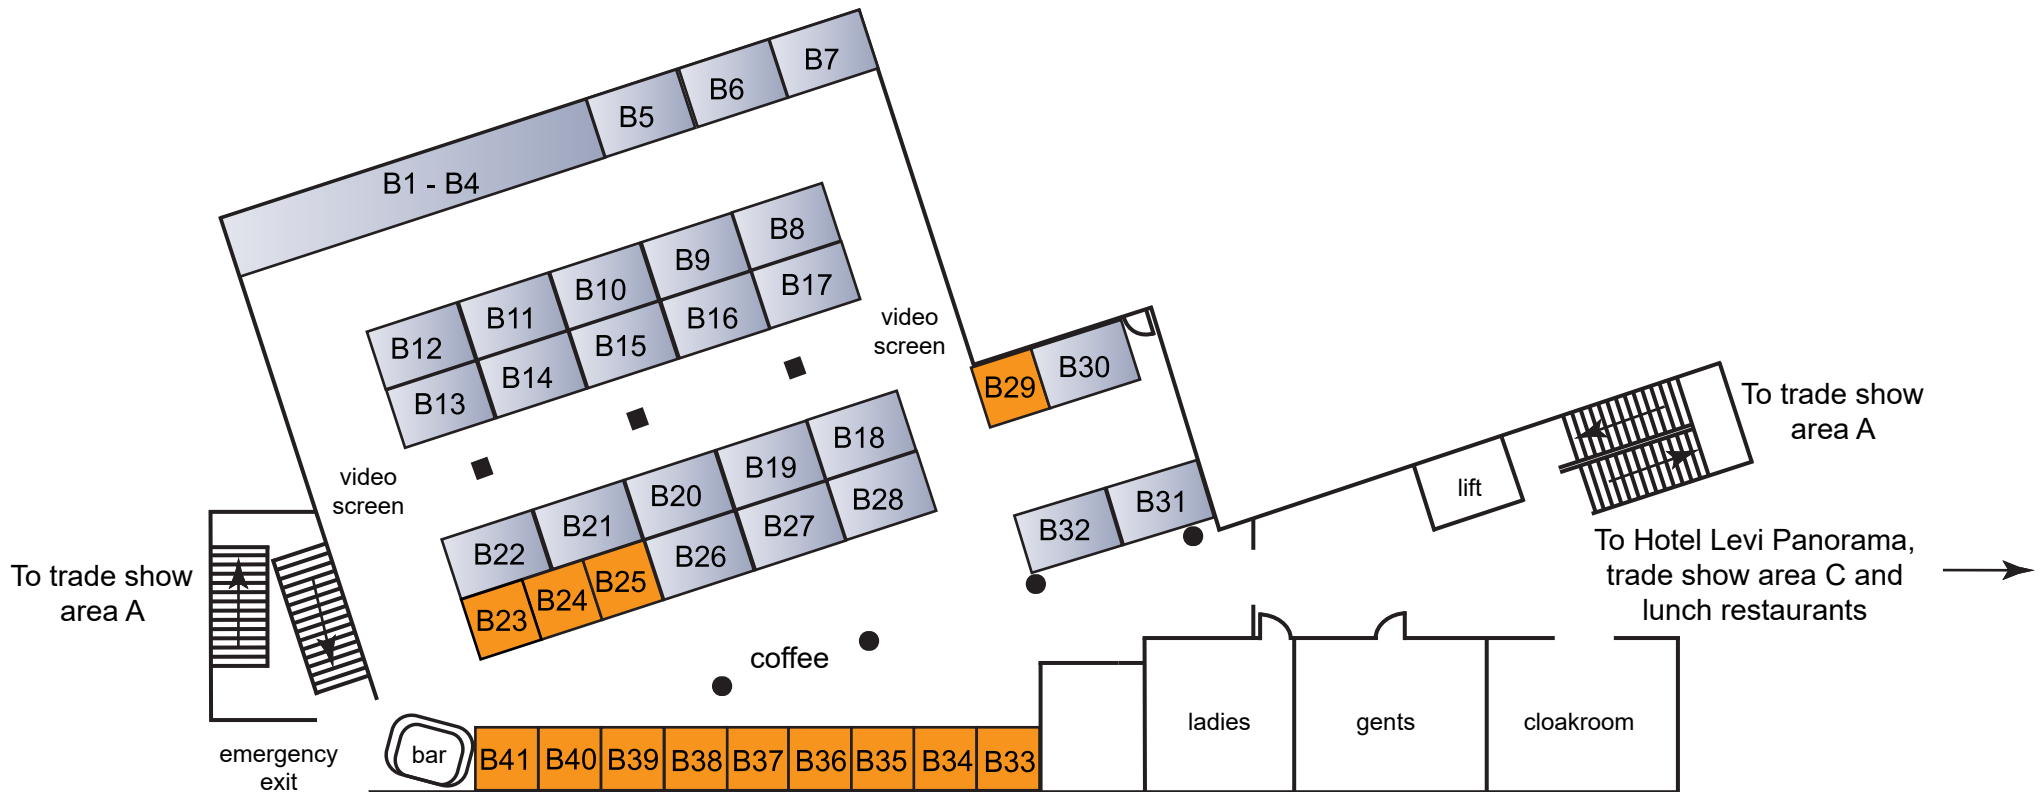 B7
B6
B5
B1 - B4
B8
B9
B10
B11
B12
B17
B16
B15
B14
B13
video
screen
B29
B30
To trade show
area A
video
screen
B18
B19
B20
B21
B22
B28
B27
B26
B25
B24
B23
B31
B32
lift
To Hotel Levi Panorama,
trade show area C and
lunch restaurants
To trade show
area A
coffee
ladies
gents
cloakroom
emergency
exit
bar
B41
B40
B39
B38
B37
B36
B35
B34
B33